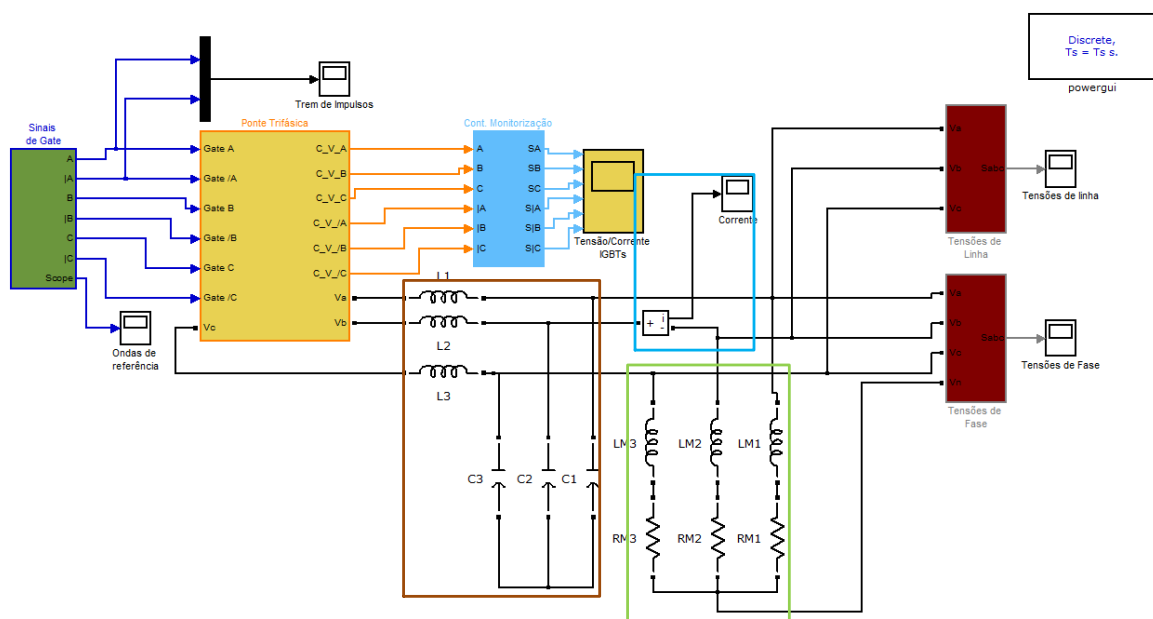 Discrete,
Ts = Ts s.
powergui
Trem de Impulsos
Sinais
de Gate
A
|A
B
|B
C
|C
Scope
Ondas de
referência
Ponte Trifásica
Gate A
Gate /A
Gate B
Gate /B
Gate C
Gate /C
Vc
C_V_A
C_V_B
C_V_C
C_V_/A
C_V_/B
C_V_/C
Va
Vb
Cont. Monitorização
A
B
C
|A
|B
|C
SA
SB
SC
S|A
S|B
S|C
Tensão/Corrente
IGBTs
Corrente
+
i
-
L1
L2
L3
C3
C2
C1
LM3
LM2
LM1
RM3
RM2
RM1
Va
Vb
Vc
Sabc
Tensões de
Linha
Tensões de linha
Va
Vb
Vc
Vn
Sabc
Tensões de
Fase
Tensões de Fase